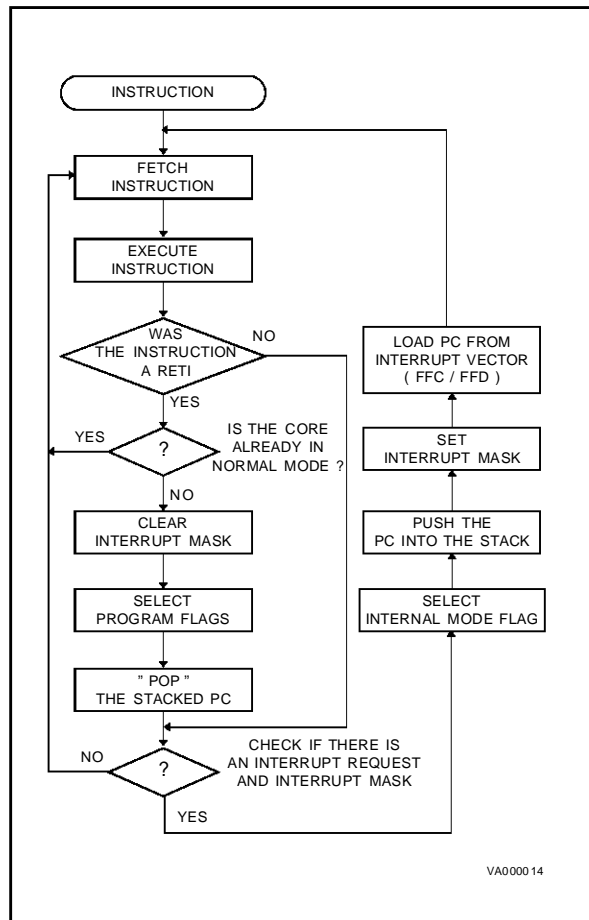 INSTRUCTION
FETCH
INSTRUCTION
EXECUTE
INSTRUCTION
WAS
THE INSTRUCTION
A RETI
NO
YES
YES
?
IS THE CORE
ALREADY IN
NORMAL MODE ?
NO
CLEAR
INTERRUPT MASK
SELECT
PROGRAM FLAGS
" POP "
THE STACKED PC
NO
?
CHECK IF THERE IS
AN INTERRUPT REQUEST
AND INTERRUPT MASK
YES
LOAD PC FROM
INTERRUPT VECTOR
( FFC / FFD )
SET
INTERRUPT MASK
PUSH THE
PC INTO THE STACK
SELECT
INTERNAL MODE FLAG
VA000014